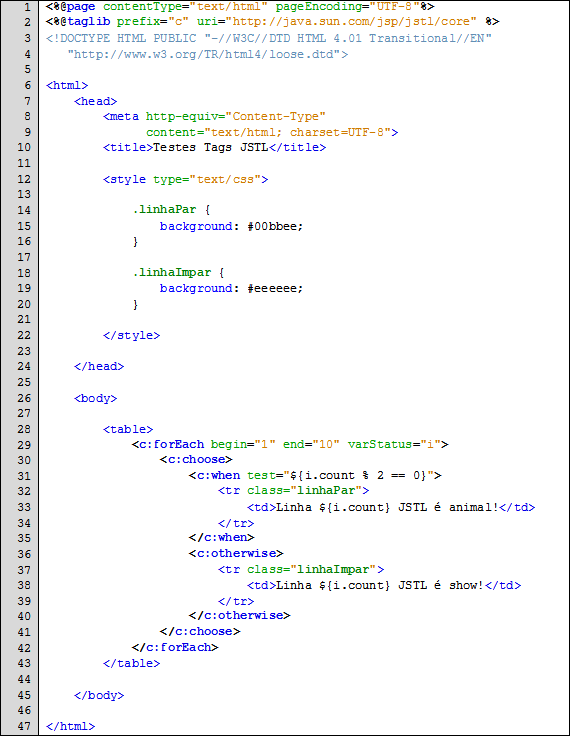 1 <%@page contentType="text/html" pageEncoding="UTF-8"%>
2 <%@taglib prefix="c" uri="http://java.sun.com/jsp/jstl/core" %>
3 <!DOCTYPE HTML PUBLIC "-//W3C//DTD HTML 4.01 Transitional//EN"
4    "http://www.w3.org/TR/html4/loose.dtd">
5
6 <html>
7     <head>
8         <meta http-equiv="Content-Type"
9               content="text/html; charset=UTF-8">
10         <title>Testes Tags JSTL</title>
11
12         <style type="text/css">
13
14             .linhaPar {
15                 background: #00bbee;
16             }
17
18             .linhaImpar {
19                 background: #eeeeee;
20             }
21
22         </style>
23
24     </head>
25
26     <body>
27
28         <table>
29             <c:forEach begin="1" end="10" varStatus="i">
30                 <c:choose>
31                     <c:when test="${i.count % 2 == 0}">
32                         <tr class="linhaPar">
33                             <td>Linha ${i.count} JSTL é animal!</td>
34                         </tr>
35                     </c:when>
36                     <c:otherwise>
37                         <tr class="linhaImpar">
38                             <td>Linha ${i.count} JSTL é show!</td>
39                         </tr>
40                     </c:otherwise>
41                 </c:choose>
42             </c:forEach>
43         </table>
44
45     </body>
46
47 </html>